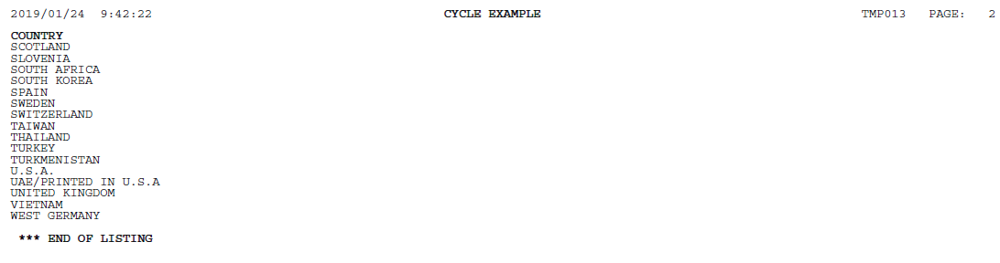 2019/01/24  9:42:22 CYCLE EXAMPLE TMP013 PAGE: 2
COUNTRY
SCOTLAND
SLOVENIA
SOUTH AFRICA
SOUTH KOREA
SPAIN
SWEDEN
SWITZERLAND
TAIWAN
THAILAND
TURKEY
TURKMENISTAN
U.S.A.
UAE/PRINTED IN U.S.A
UNITED KINGDOM
VIETNAM
WEST GERMANY
*** END OF LISTING